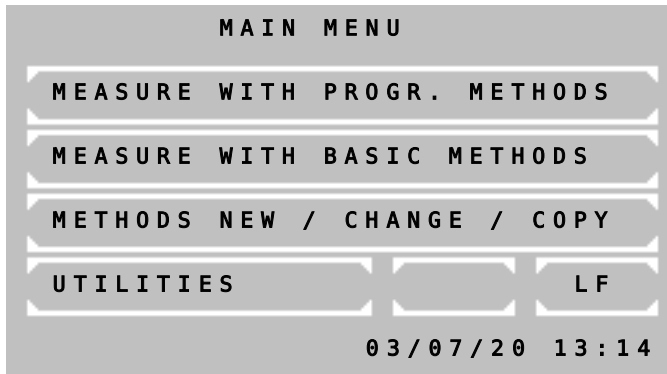 MAIN MENU
MEASURE WITH PROGR. METHODS
MEASURE WITH BASIC METHODS
METHODS NEW / CHANGE / COPY
UTILITIES LF
03/07/20 13:14